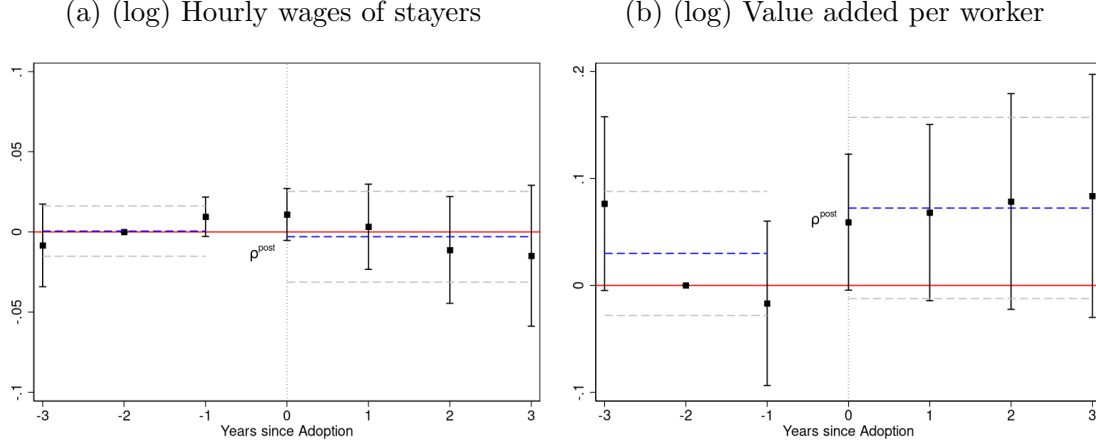 (a) (log) Hourly wages of stayers
.1
.05
0
-.05
-.1
ρpost
-3 -2 -1 0 1 2 3
Years since Adoption
(b) (log) Value added per worker
.2
.1
0
-.1
ρpost
-3 -2 -1 0 1 2 3
Years since Adoption